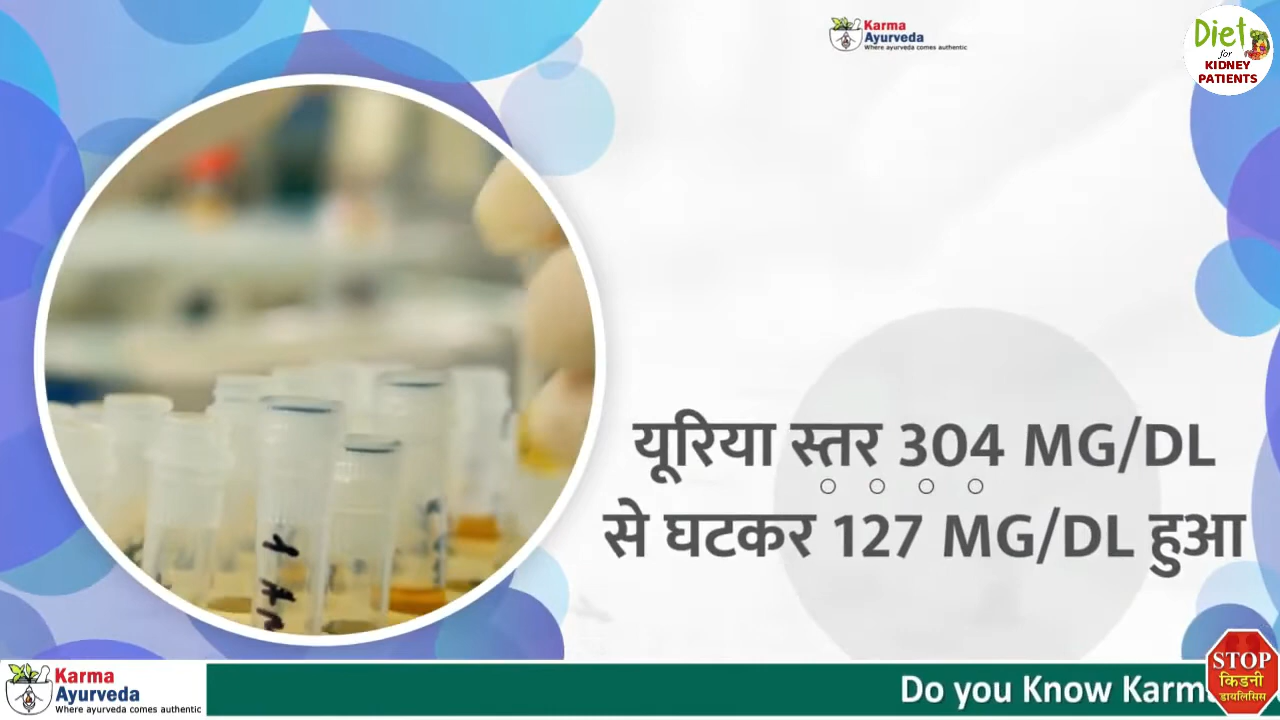 Karma
Ayurveda
Where ayurveda comes authentic
Diet
for
KIDNEY
PATIENTS
यूरिया स्तर 304 MG/DL
से घटकर 127 MG/DL हुआ
Karma
Ayurveda
Where ayurveda comes authentic
Do you Know Karm
STOP
किडनी
डायलिसिस